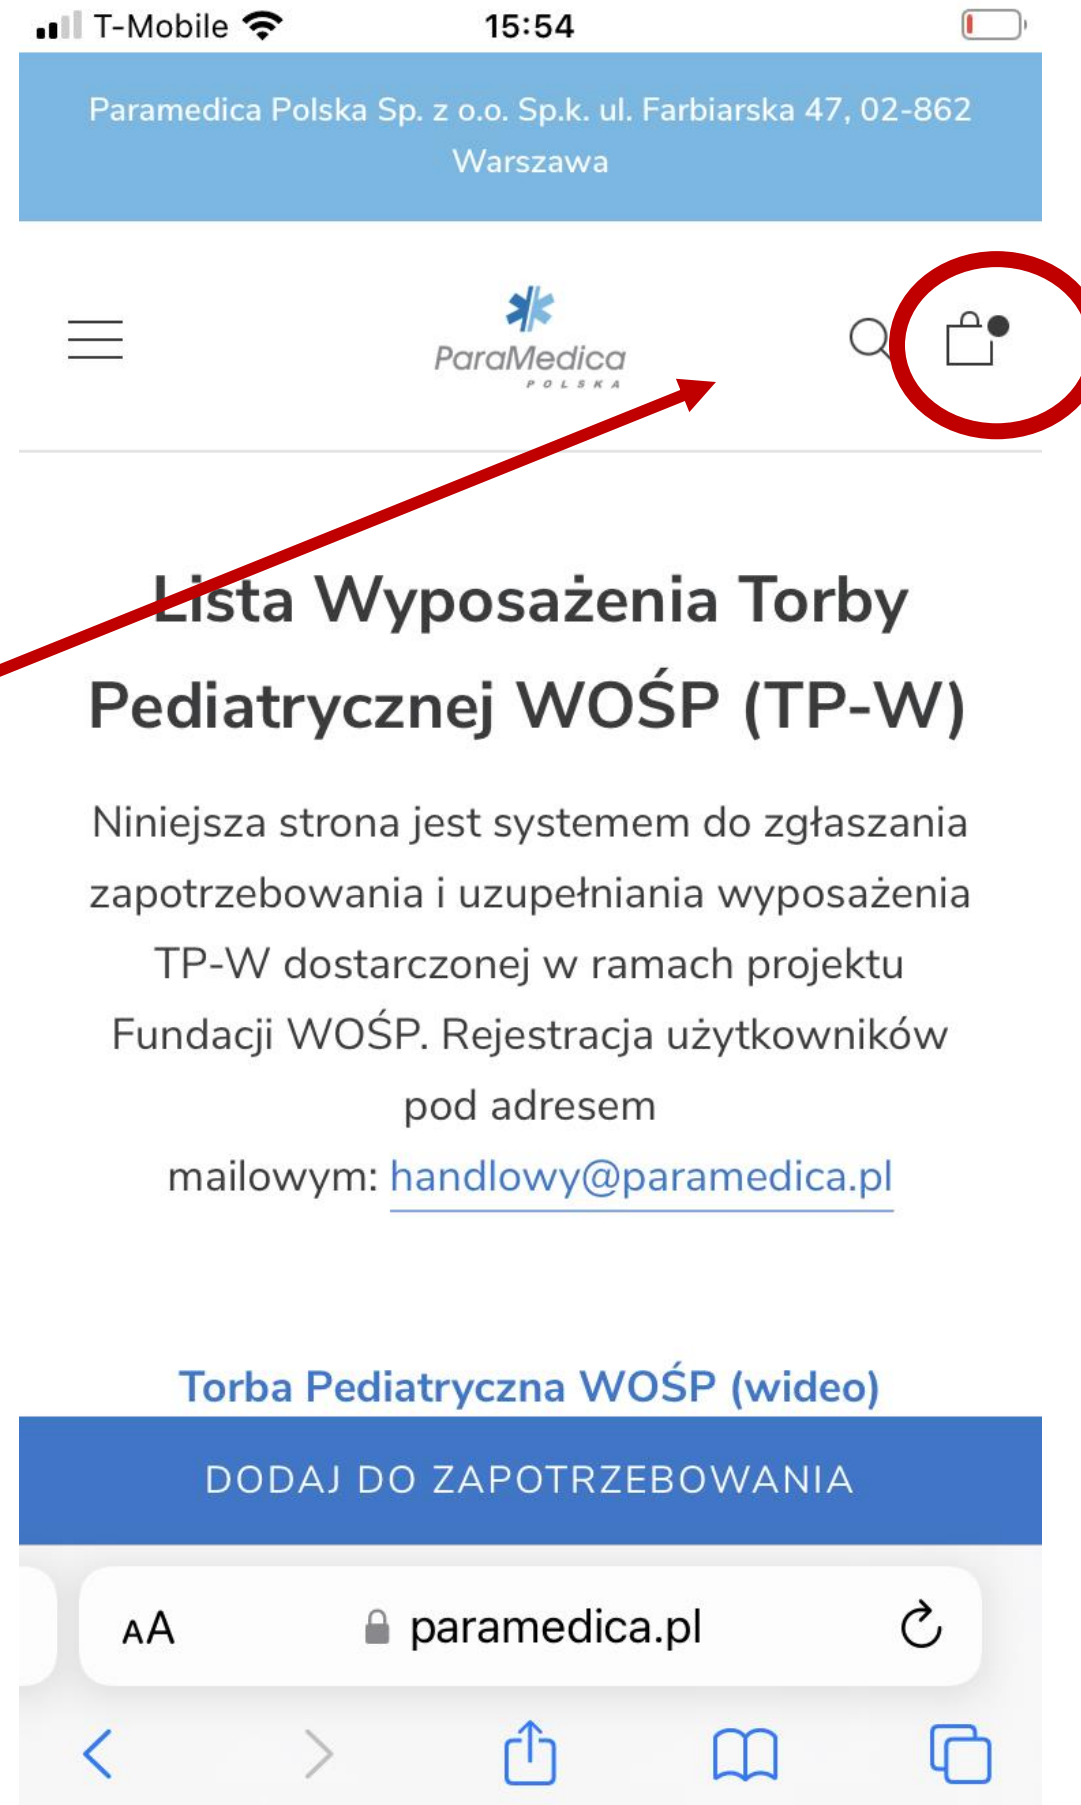 T-Mobile 15:54
Paramedica Polska Sp. z o.o. Sp.k. ul. Farbiarska 47, 02-862
Warszawa
ParaMedica
POLSKA
Lista Wyposażenia Torby
Pediatrycznej WOŚP (TP-W)
Niniejsza strona jest systemem do zgłaszania
zapotrzebowania i uzupełniania wyposażenia
TP-W dostarczonej w ramach projektu
Fundacji WOŚP. Rejestracja użytkowników
pod adresem
mailowym: handlowy@paramedica.pl
Torba Pediatryczna WOŚP (wideo)
DODAJ DO ZAPOTRZEBOWANIA
AA paramedica.pl